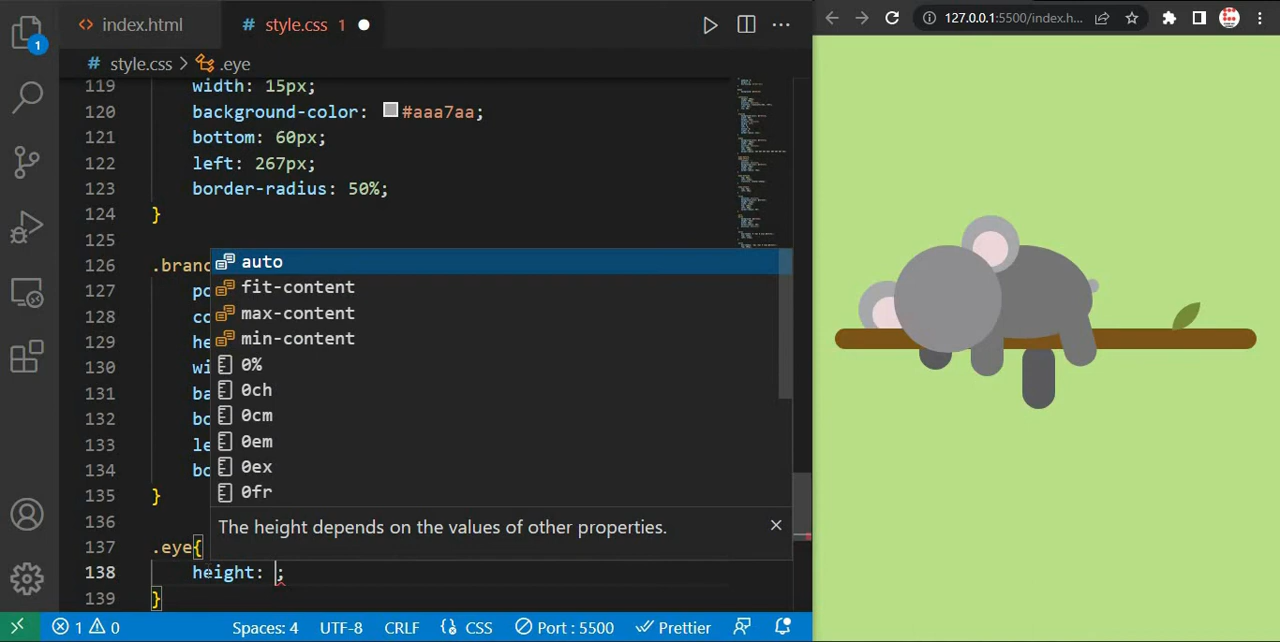 index.html
style.css 1
127.0.0.1:5500/index.h...
style.css > .eye
119 width: 15px;
120 background-color: #aaa7aa;
121 bottom: 60px;
122 left: 267px;
123 border-radius: 50%;
124 }
125
126 .branc
127 po
128 co
129 he
130 wi
131 ba
132 bo
133 le
134 bo
135 }
136
137 .eye{
138 height: ;
139 }
auto
fit-content
max-content
min-content
0%
0ch
0cm
0em
0ex
0fr
The height depends on the values of other properties.
1
1 0
Spaces: 4
UTF-8
CRLF
{} CSS
Port : 5500
Prettier